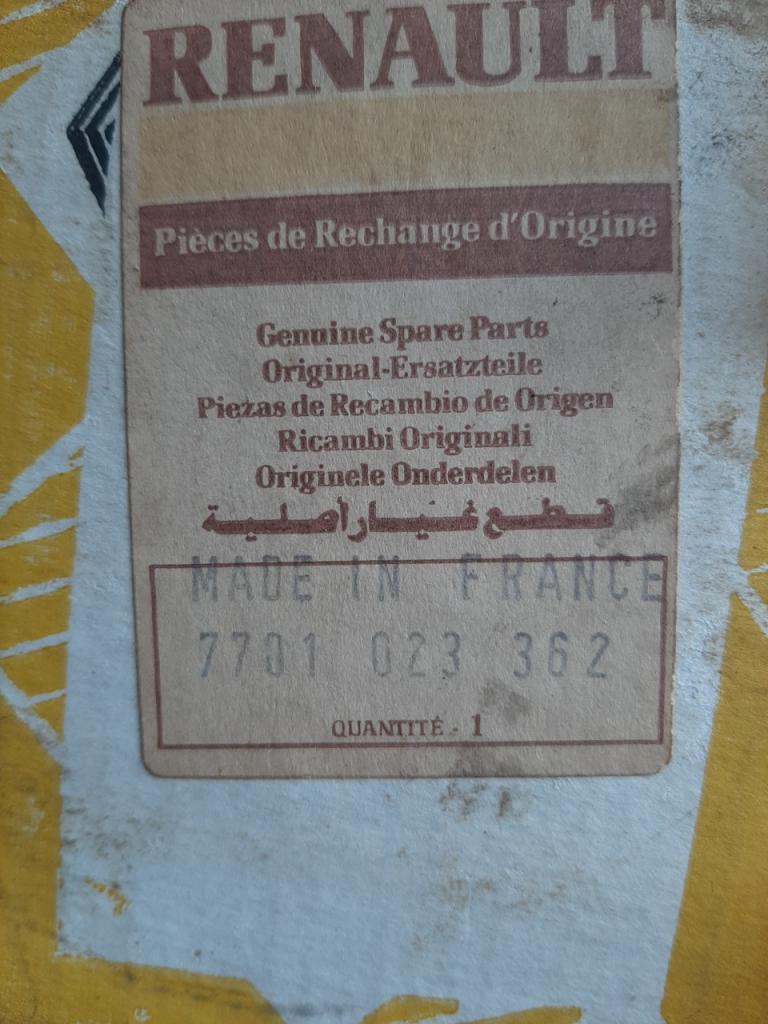 RENAULT
Pièces de Rechange d'Origine
Genuine Spare Parts
Original-Ersatzteile
Piezas de Recambio de Origen
Ricambi Originali
Originele Onderdelen
قطع غيار أصلية
MADE IN FRANCE
7701 023 362
QUANTITÉ - 1